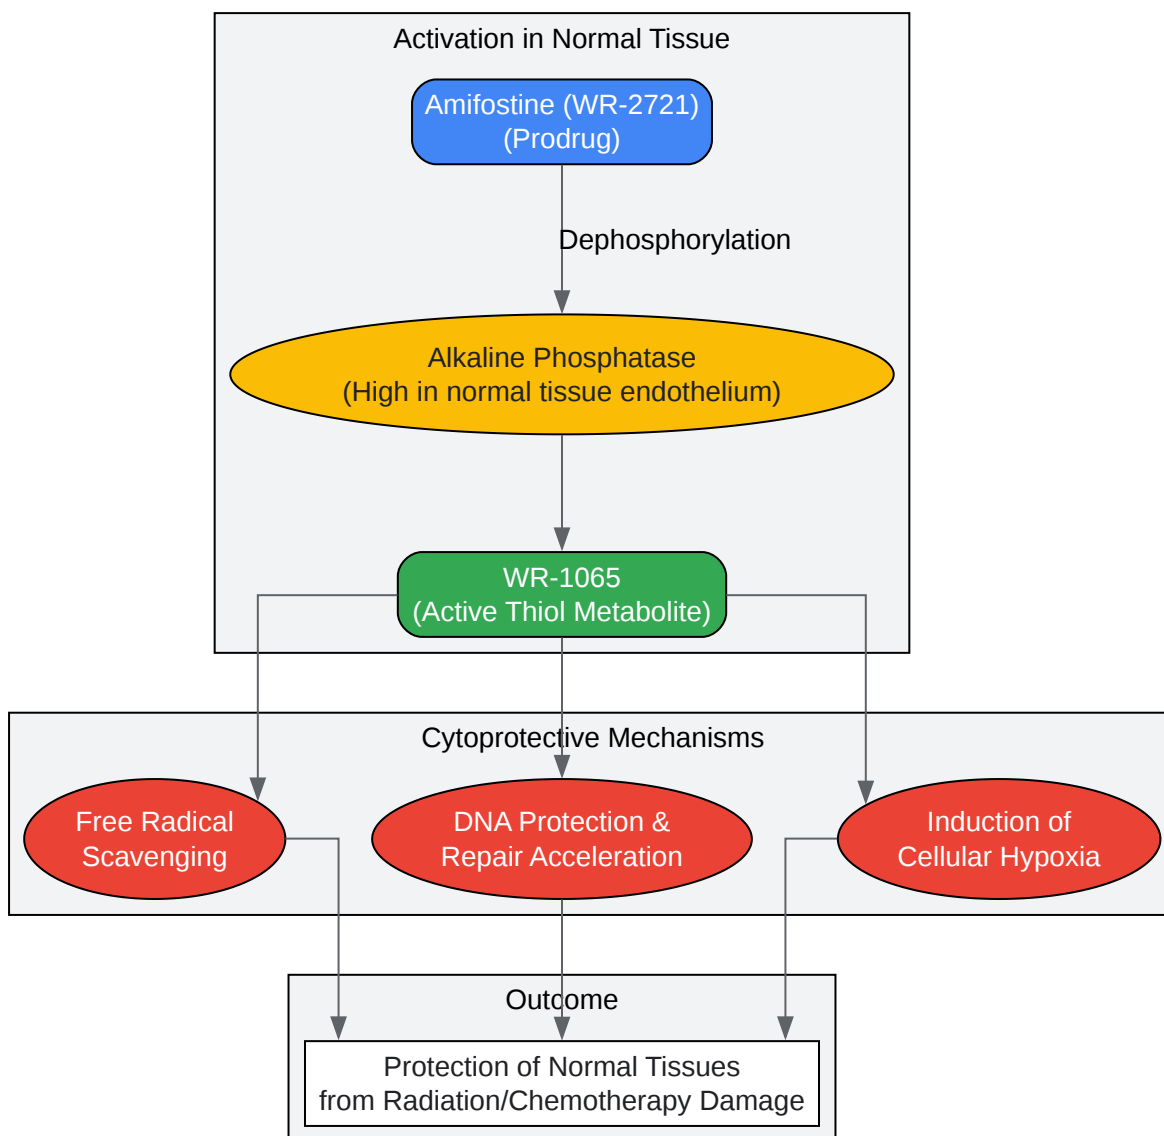 Activation in Normal Tissue
Amifostine (WR-2721)
(Prodrug)
Dephosphorylation
Alkaline Phosphatase
(High in normal tissue endothelium)
WR-1065
(Active Thiol Metabolite)
Cytoprotective Mechanisms
Free Radical
Scavenging
DNA Protection &
Repair Acceleration
Induction of
Cellular Hypoxia
Outcome
Protection of Normal Tissues
from Radiation/Chemotherapy Damage